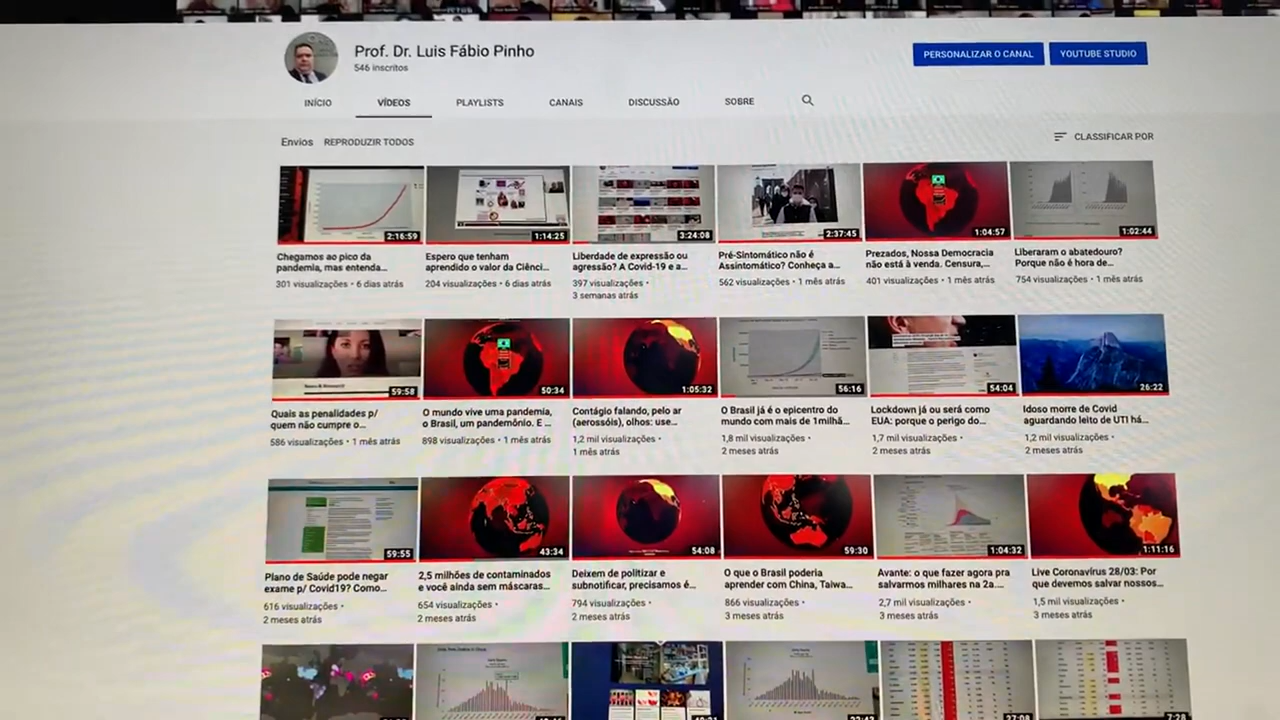 Prof. Dr. Luis Fábio Pinho
546 inscritos
PERSONALIZAR O CANAL
YOUTUBE STUDIO
INÍCIO
VÍDEOS
PLAYLISTS
CANAIS
DISCUSSÃO
SOBRE
Envios
REPRODUZIR TODOS
CLASSIFICAR POR
2:16:59
1:14:25
3:24:08
2:37:45
1:04:57
1:02:44
Chegamos ao pico da
pandemia, mas entenda...
301 visualizações • 6 dias atrás
Espero que tenham
aprendido o valor da Ciênci...
204 visualizações • 6 dias atrás
Liberdade de expressão ou
agressão? A Covid-19 e a...
397 visualizações •
3 semanas atrás
Pré-Sintomático não é
Assintomático? Conheça a...
562 visualizações • 1 mês atrás
Prezados, Nossa Democracia
não está à venda. Censura,...
401 visualizações • 1 mês atrás
Liberaram o abatedouro?
Porque não é hora de...
754 visualizações • 1 mês atrás
59:58
50:34
1:05:32
56:16
54:04
26:22
Quais as penalidades p/
quem não cumpre o...
586 visualizações • 1 mês atrás
O mundo vive uma pandemia,
o Brasil, um pandemônio. E ...
898 visualizações • 1 mês atrás
Contágio falando, pelo ar
(aerossóis), olhos: use...
1,2 mil visualizações •
1 mês atrás
O Brasil já é o epicentro do
mundo com mais de 1milhã...
1,8 mil visualizações •
2 meses atrás
Lockdown já ou será como
EUA: porque o perigo do...
1,7 mil visualizações •
2 meses atrás
Idoso morre de Covid
aguardando leito de UTI há...
1,2 mil visualizações •
2 meses atrás
59:55
43:34
54:08
59:30
1:04:32
1:11:16
Plano de Saúde pode negar
exame p/ Covid19? Como...
616 visualizações •
2 meses atrás
2,5 milhões de contaminados
e você ainda sem máscaras...
654 visualizações •
2 meses atrás
Deixem de politizar e
subnotificar, precisamos é...
794 visualizações •
2 meses atrás
O que o Brasil poderia
aprender com China, Taiwa...
866 visualizações •
3 meses atrás
Avante: o que fazer agora pra
salvarmos milhares na 2a....
2,7 mil visualizações •
3 meses atrás
Live Coronavírus 28/03: Por
que devemos salvar nossos...
1,5 mil visualizações •
3 meses atrás